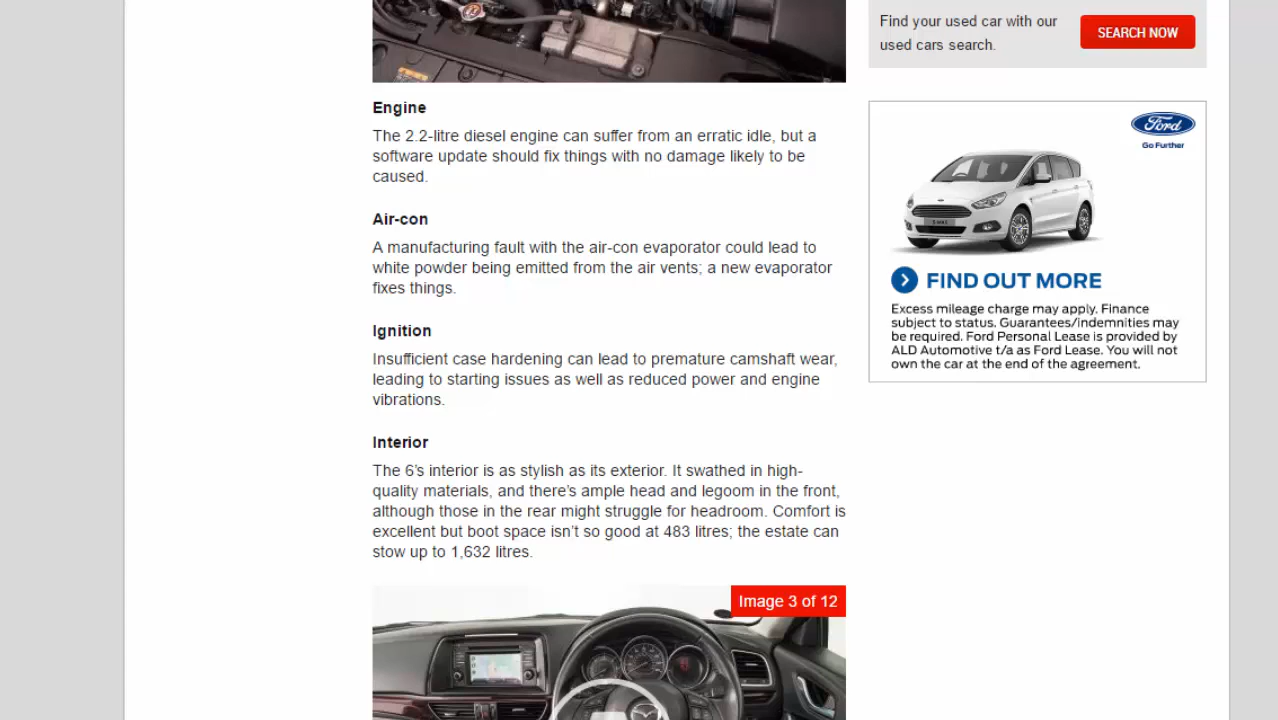 Find your used car with our
used cars search.
SEARCH NOW
Engine
The 2.2-litre diesel engine can suffer from an erratic idle, but a
software update should fix things with no damage likely to be
caused.
Air-con
A manufacturing fault with the air-con evaporator could lead to
white powder being emitted from the air vents; a new evaporator
fixes things.
Ignition
Insufficient case hardening can lead to premature camshaft wear,
leading to starting issues as well as reduced power and engine
vibrations.
Interior
The 6's interior is as stylish as its exterior. It swathed in high-
quality materials, and there's ample head and legoom in the front,
although those in the rear might struggle for headroom. Comfort is
excellent but boot space isn't so good at 483 litres; the estate can
stow up to 1,632 litres.
Image 3 of 12
Ford
Go Further
FIND OUT MORE
Excess mileage charge may apply. Finance
subject to status. Guarantees/indemnities may
be required. Ford Personal Lease is provided by
ALD Automotive t/a as Ford Lease. You will not
own the car at the end of the agreement.